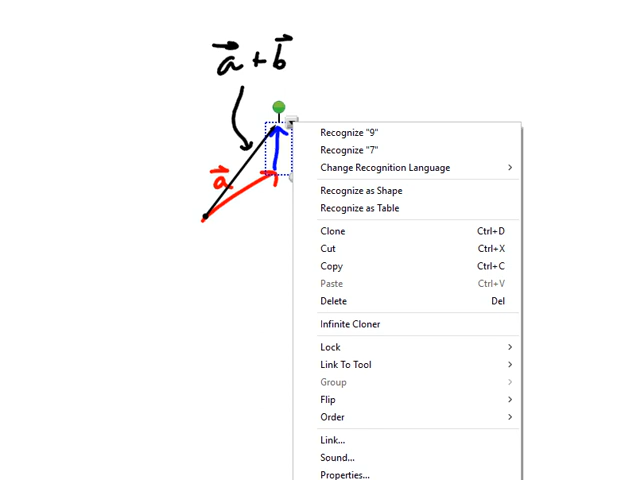 a⃗ + b⃗
a⃗
Recognize "9"
Recognize "7"
Change Recognition Language
Recognize as Shape
Recognize as Table
Clone Ctrl+D
Cut Ctrl+X
Copy Ctrl+C
Paste Ctrl+V
Delete Del
Infinite Cloner
Lock
Link To Tool
Group
Flip
Order
Link...
Sound...
Properties...